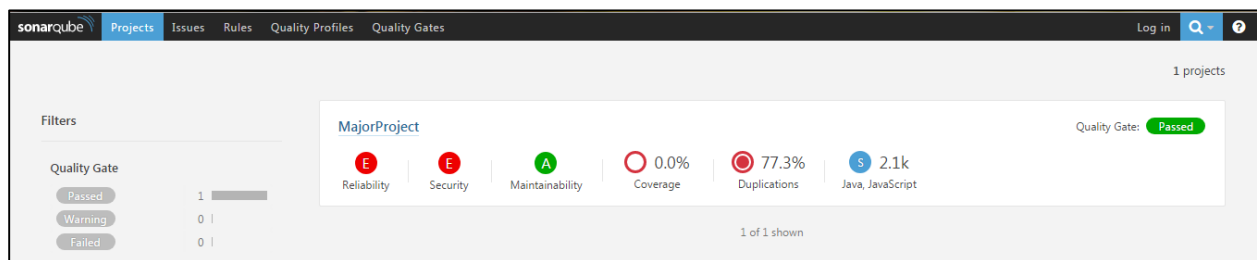 sonarqube Projects Issues Rules Quality Profiles Quality Gates Log in ?
1 projects
Filters
Quality Gate
Passed 1
Warning 0
Failed 0
MajorProject Quality Gate: Passed
E E A 0.0% 77.3% S 2.1k
Reliability Security Maintainability Coverage Duplications Java, JavaScript
1 of 1 shown